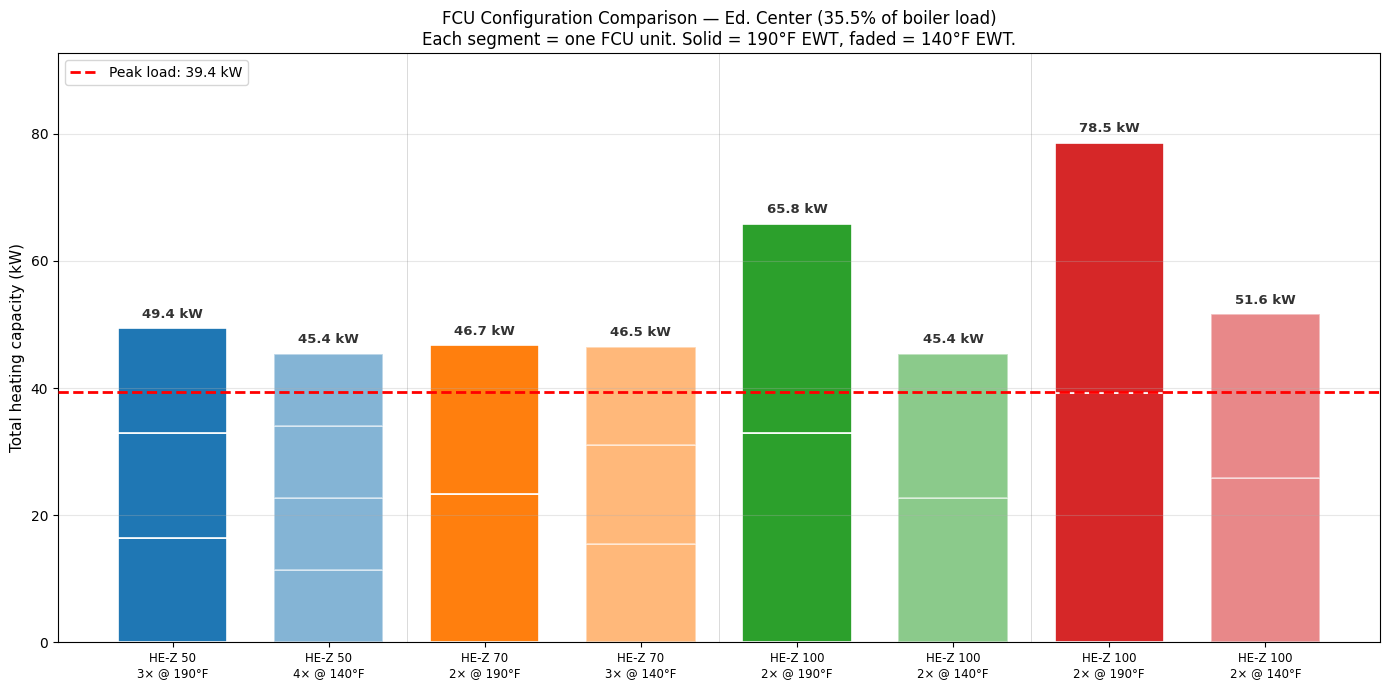 FCU Configuration Comparison — Ed. Center (35.5% of boiler load)
Each segment = one FCU unit. Solid = 190°F EWT, faded = 140°F EWT.
Peak load: 39.4 kW
Total heating capacity (kW)
80
60
40
20
0
49.4 kW
45.4 kW
46.7 kW
46.5 kW
65.8 kW
45.4 kW
78.5 kW
51.6 kW
HE-Z 50
3× @ 190°F
HE-Z 50
4× @ 140°F
HE-Z 70
2× @ 190°F
HE-Z 70
3× @ 140°F
HE-Z 100
2× @ 190°F
HE-Z 100
2× @ 140°F
HE-Z 100
2× @ 190°F
HE-Z 100
2× @ 140°F